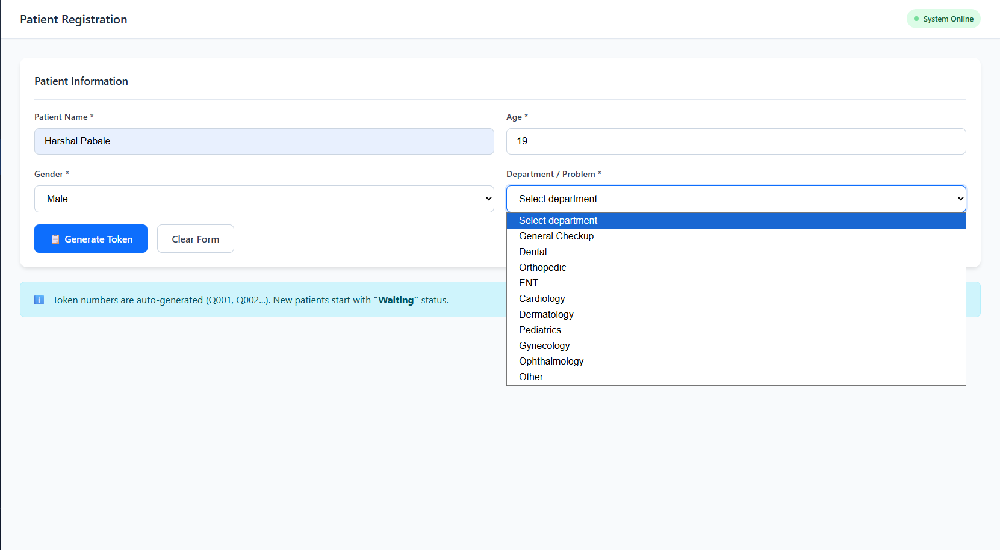 Patient Registration
System Online
Patient Information
Patient Name *
Age *
Harshal Pabale
19
Gender *
Department / Problem *
Male
Select department
Select department
General Checkup
Dental
Orthopedic
ENT
Cardiology
Dermatology
Pediatrics
Gynecology
Ophthalmology
Other
Generate Token
Clear Form
Token numbers are auto-generated (Q001, Q002...). New patients start with "Waiting" status.